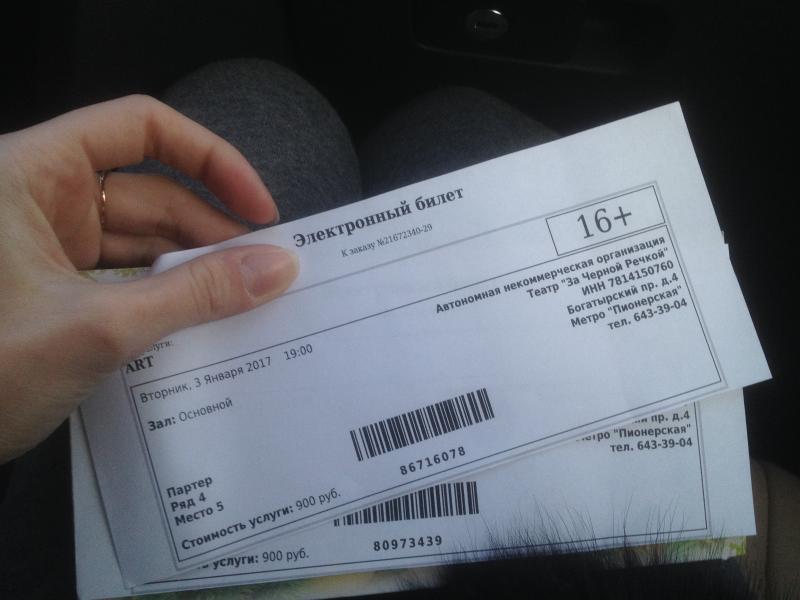 Электронный билет
К заказу №21672340-29
16+
Автономная некоммерческая организация
Театр "За Черной Речкой"
ИНН 7814150760
Богатырский пр. д.4
Метро "Пионерская"
тел. 643-39-04
ART
Вторник, 3 Января 2017 19:00
Зал: Основной
86716078
Партер
Ряд 4
Место 5
Стоимость услуги: 900 руб.
пр. д.4
"Пионерская"
тел. 643-39-04
80973439
услуги: 900 руб.